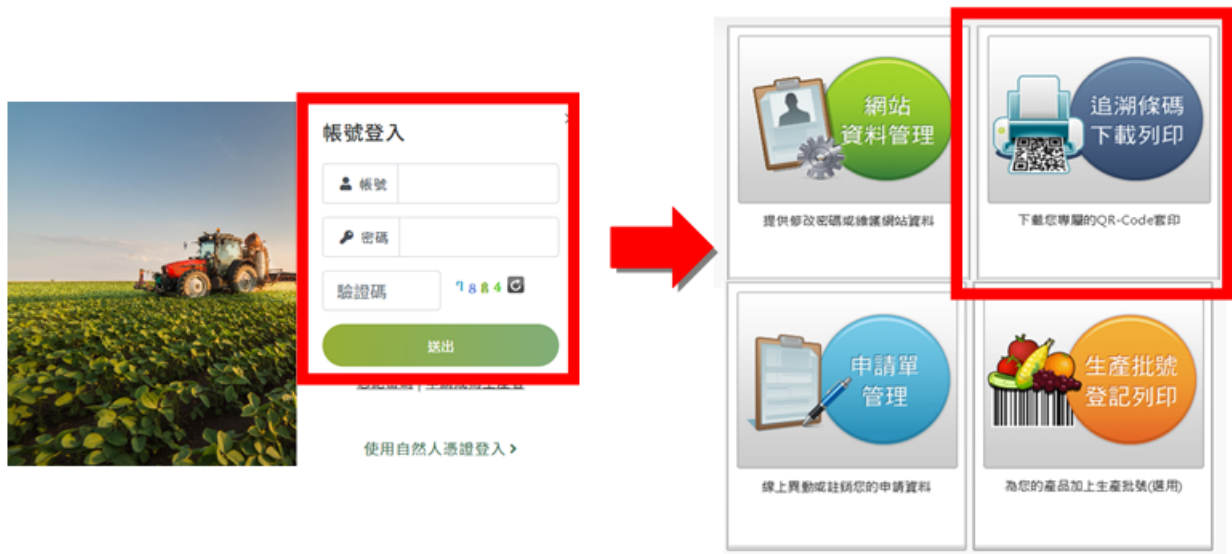 帳號登入
帳號
密碼
驗證碼
7884
送出
使用自然人憑證登入
網站
資料管理
提供修改密碼或維護網站資料
追溯條碼
下載列印
下載您專屬的QR-Code套印
申請單
管理
線上異動或註銷您的申請資料
生產批號
登記列印
為您的產品加上生產批號(選用)